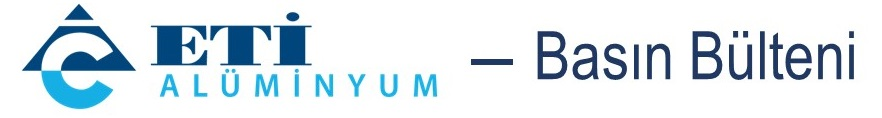 ETİ
ALÜMİNYUM
— Basın Bülteni